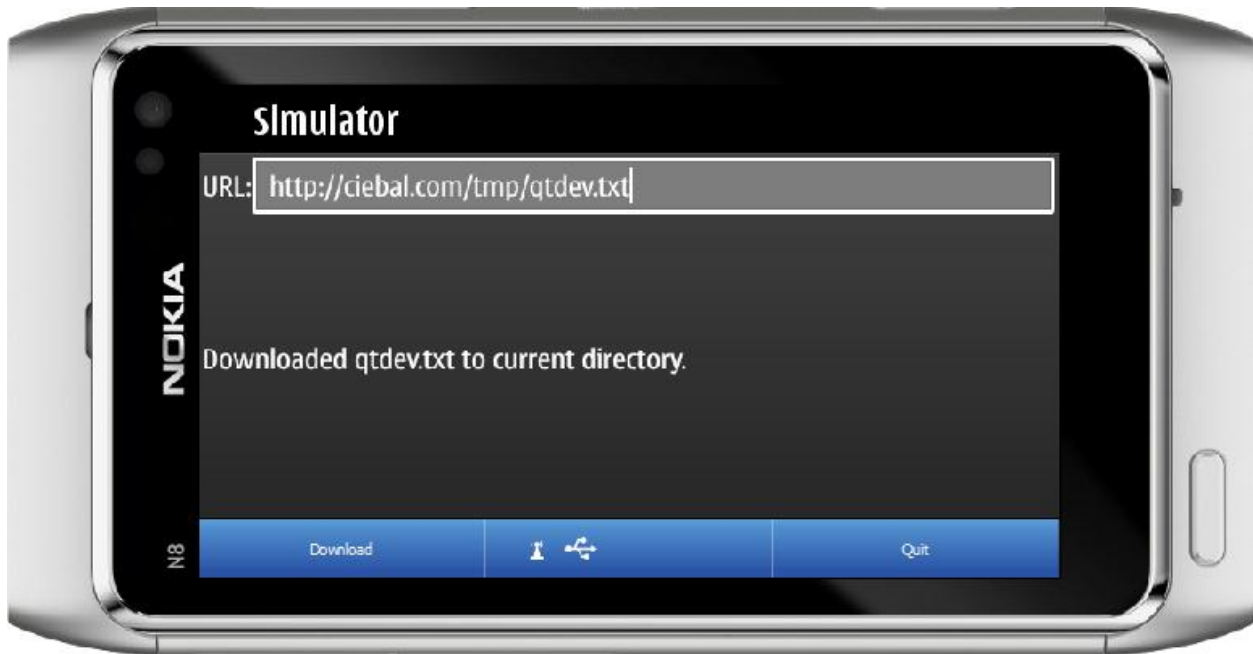 Simulator
URL: http://ciebal.com/tmp/qtdev.txt
NOKIA
Downloaded qtdev.txt to current directory.
N8
Download
Quit